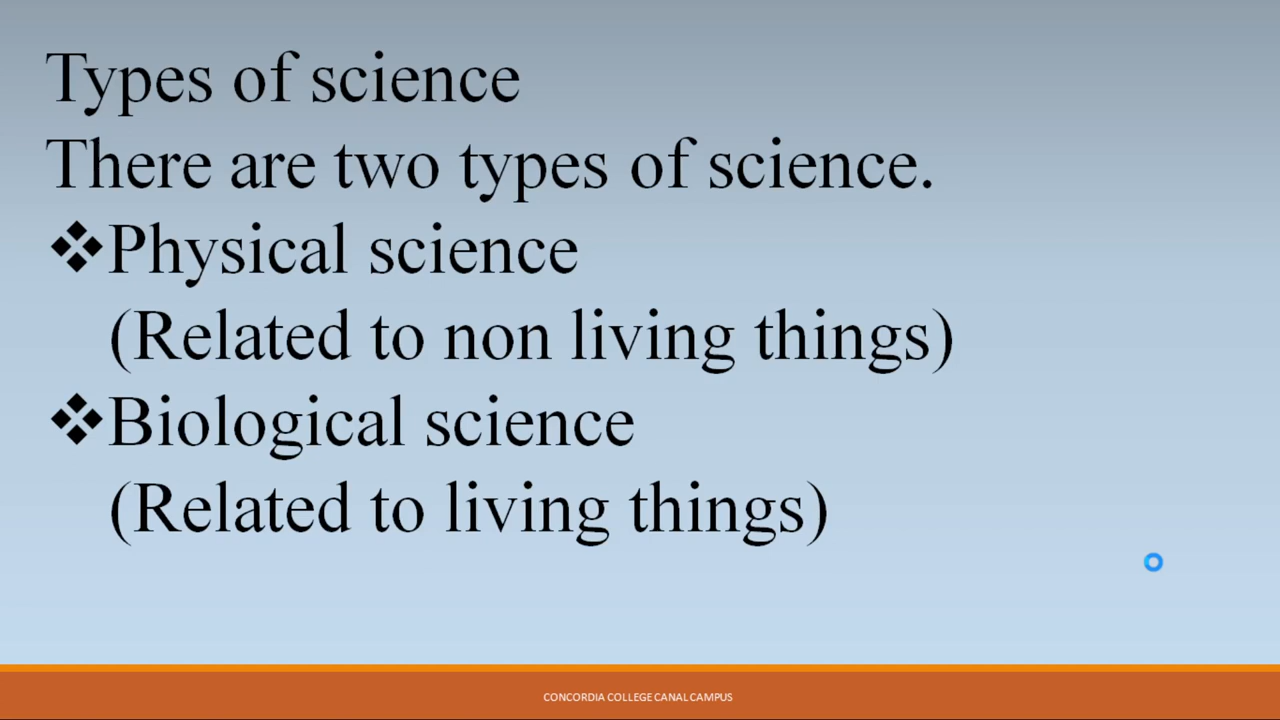 Types of science
There are two types of science.
❖Physical science
(Related to non living things)
❖Biological science
(Related to living things)
CONCORDIA COLLEGE CANAL CAMPUS